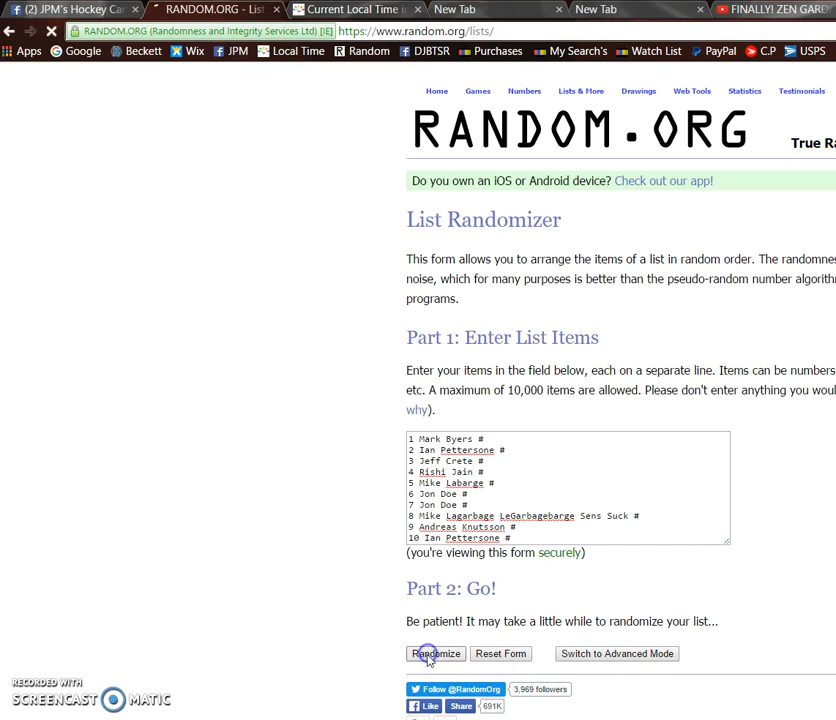 (2) JPM's Hockey Car
RANDOM.ORG - List
Current Local Time in
New Tab
New Tab
FINALLY! ZEN GARD
RANDOM.ORG (Randomness and Integrity Services Ltd) [IE]
https://www.random.org/lists/
Apps Google Beckett Wix JPM Local Time Random DJBTSR Purchases My Search's Watch List PayPal C.P USPS
Home Games Numbers Lists & More Drawings Web Tools Statistics Testimonials
RANDOM.ORG
True Ra
Do you own an iOS or Android device? Check out our app!
List Randomizer
This form allows you to arrange the items of a list in random order. The randomne
noise, which for many purposes is better than the pseudo-random number algorith
programs.
Part 1: Enter List Items
Enter your items in the field below, each on a separate line. Items can be numbers
etc. A maximum of 10,000 items are allowed. Please don't enter anything you woul
why).
1 Mark Byers #
2 Ian Pettersone #
3 Jeff Crete #
4 Rishi Jain #
5 Mike Labarge #
6 Jon Doe #
7 Jon Doe #
8 Mike Lagarbage LeGarbagebarge Sens Suck #
9 Andreas Knutsson #
10 Ian Pettersone #
(you're viewing this form securely)
Part 2: Go!
Be patient! It may take a little while to randomize your list...
Randomize Reset Form Switch to Advanced Mode
Follow @RandomOrg 3,969 followers
Like Share 691K
RECORDED WITH
SCREENCAST MATIC